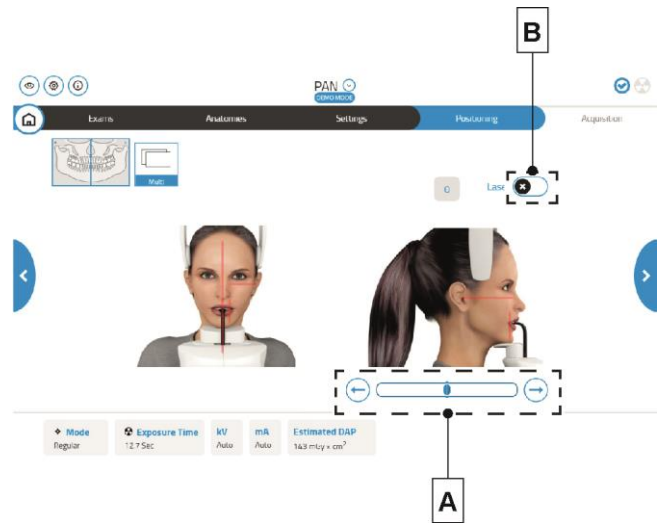 B
PAN
DEMO MODE
Exams
Anatomies
Settings
Positioning
Acquisition
Multi
0
Laser
A
Mode
Regular
Exposure Time
12.7 Sec
kV
Auto
mA
Auto
Estimated DAP
143 mGy × cm²